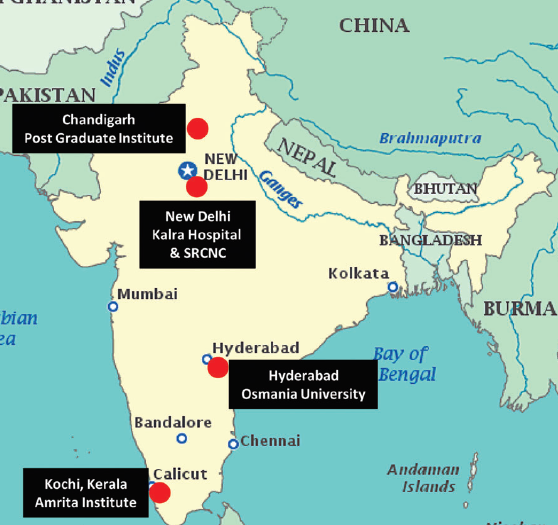 AFGHANISTAN
CHINA
Indus
PAKISTAN
Chandigarh
Post Graduate Institute
NEPAL
Brahmaputra
NEW
DELHI
Ganges
BHUTAN
New Delhi
Kalra Hospital
& SRCNC
BANGLADESH
Kolkata
Mumbai
BURMA
bian
ea
Hyderabad
Bay of
Bengal
Hyderabad
Osmania University
Bandalore
Chennai
Calicut
Andaman
Islands
Kochi, Kerala
Amrita Institute